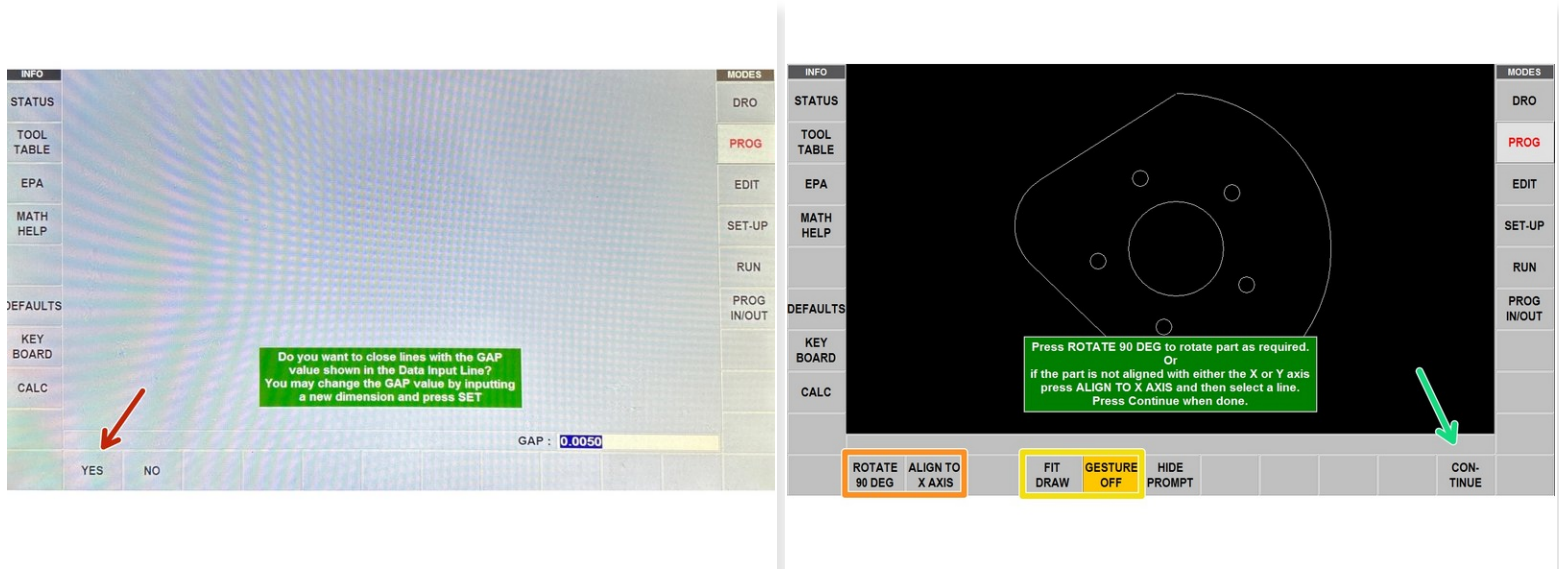 INFO
STATUS
TOOL
TABLE
EPA
MATH
HELP
DEFAULTS
KEY
BOARD
CALC
Do you want to close lines with the GAP
value shown in the Data Input Line?
You may change the GAP value by inputting
a new dimension and press SET
GAP : 0.0050
YES
NO
MODES
DRO
PROG
EDIT
SET-UP
RUN
PROG
IN/OUT
INFO
STATUS
TOOL
TABLE
EPA
MATH
HELP
DEFAULTS
KEY
BOARD
CALC
Press ROTATE 90 DEG to rotate part as required.
Or
if the part is not aligned with either the X or Y axis
press ALIGN TO X AXIS and then select a line.
Press Continue when done.
ROTATE
90 DEG
ALIGN TO
X AXIS
FIT
DRAW
GESTURE
OFF
HIDE
PROMPT
CON-
TINUE
MODES
DRO
PROG
EDIT
SET-UP
RUN
PROG
IN/OUT